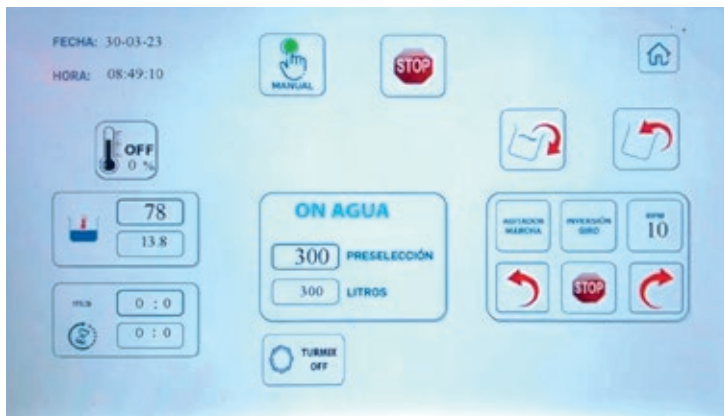 FECHA: 30-03-23
HORA: 08:49:10
MANUAL
STOP
OFF
0 %
78
13.8
0 : 0
0 : 0
ON AGUA
300 PRESELECCIÓN
300 LITROS
TURMIX
OFF
AGITADOR
MARCHA
INVERSIÓN
GIRO
RPM
10
STOP